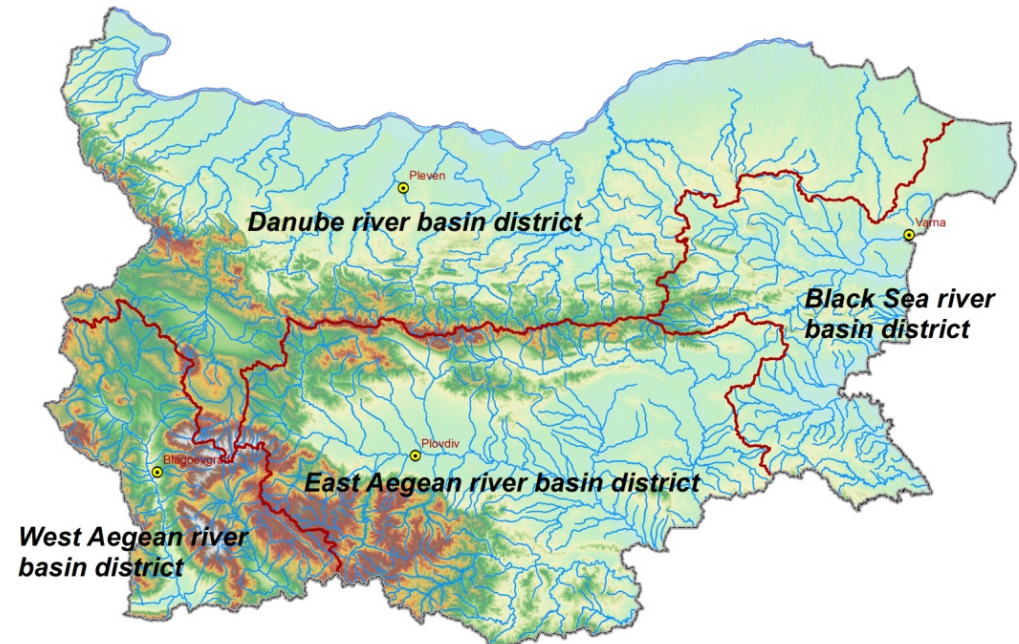 Pleven
Danube river basin district
Varna
Black Sea river
basin district
Plovdiv
Blagoevgrad
East Aegean river basin district
West Aegean river
basin district